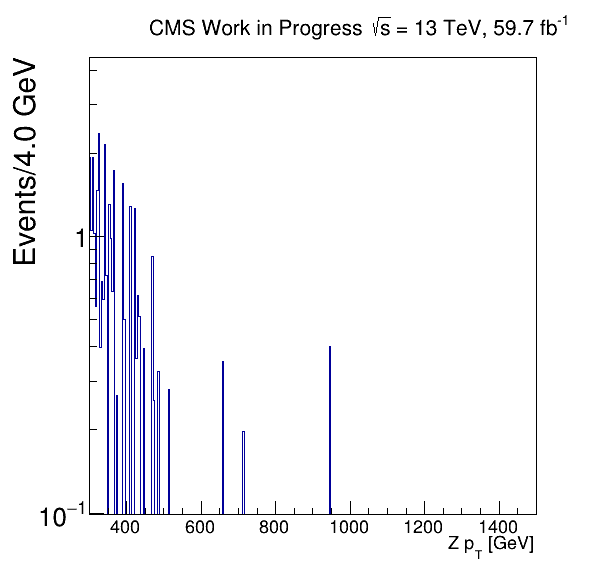 CMS Work in Progress √s = 13 TeV, 59.7 fb⁻¹
Events/4.0 GeV
1
10⁻¹
400 600 800 1000 1200 1400
Z p_T [GeV]